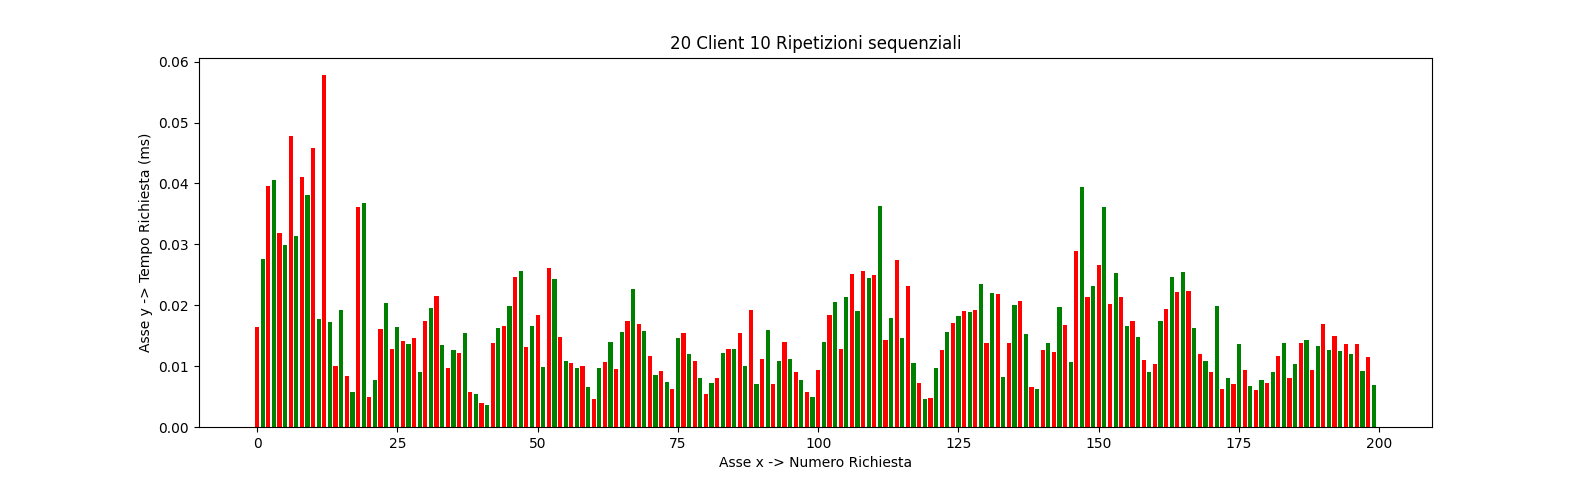 20 Client 10 Ripetizioni sequenziali
Asse y -> Tempo Richiesta (ms)
0.06
0.05
0.04
0.03
0.02
0.01
0.00
0 25 50 75 100 125 150 175 200
Asse x -> Numero Richiesta